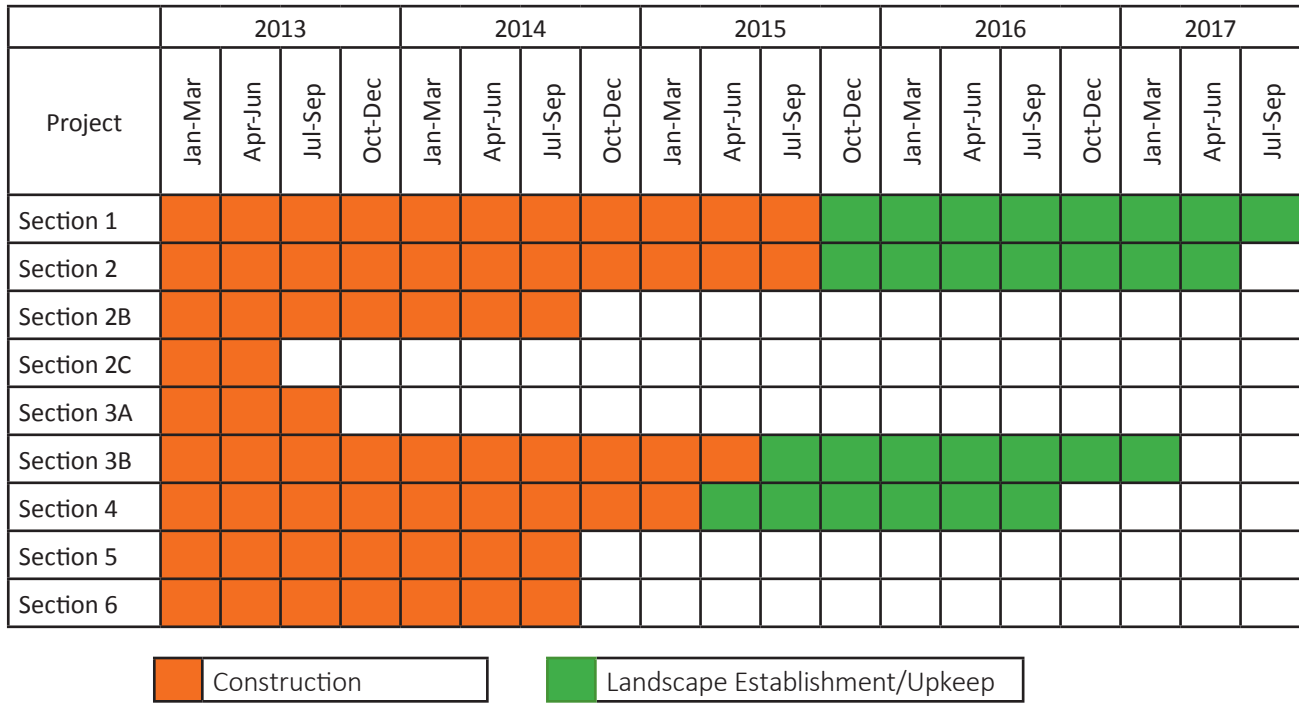 2013 2014 2015 2016 2017
Project Jan-Mar Apr-Jun Jul-Sep Oct-Dec Jan-Mar Apr-Jun Jul-Sep Oct-Dec Jan-Mar Apr-Jun Jul-Sep Oct-Dec Jan-Mar Apr-Jun Jul-Sep Oct-Dec Jan-Mar Apr-Jun Jul-Sep
Section 1
Section 2
Section 2B
Section 2C
Section 3A
Section 3B
Section 4
Section 5
Section 6
Construction Landscape Establishment/Upkeep